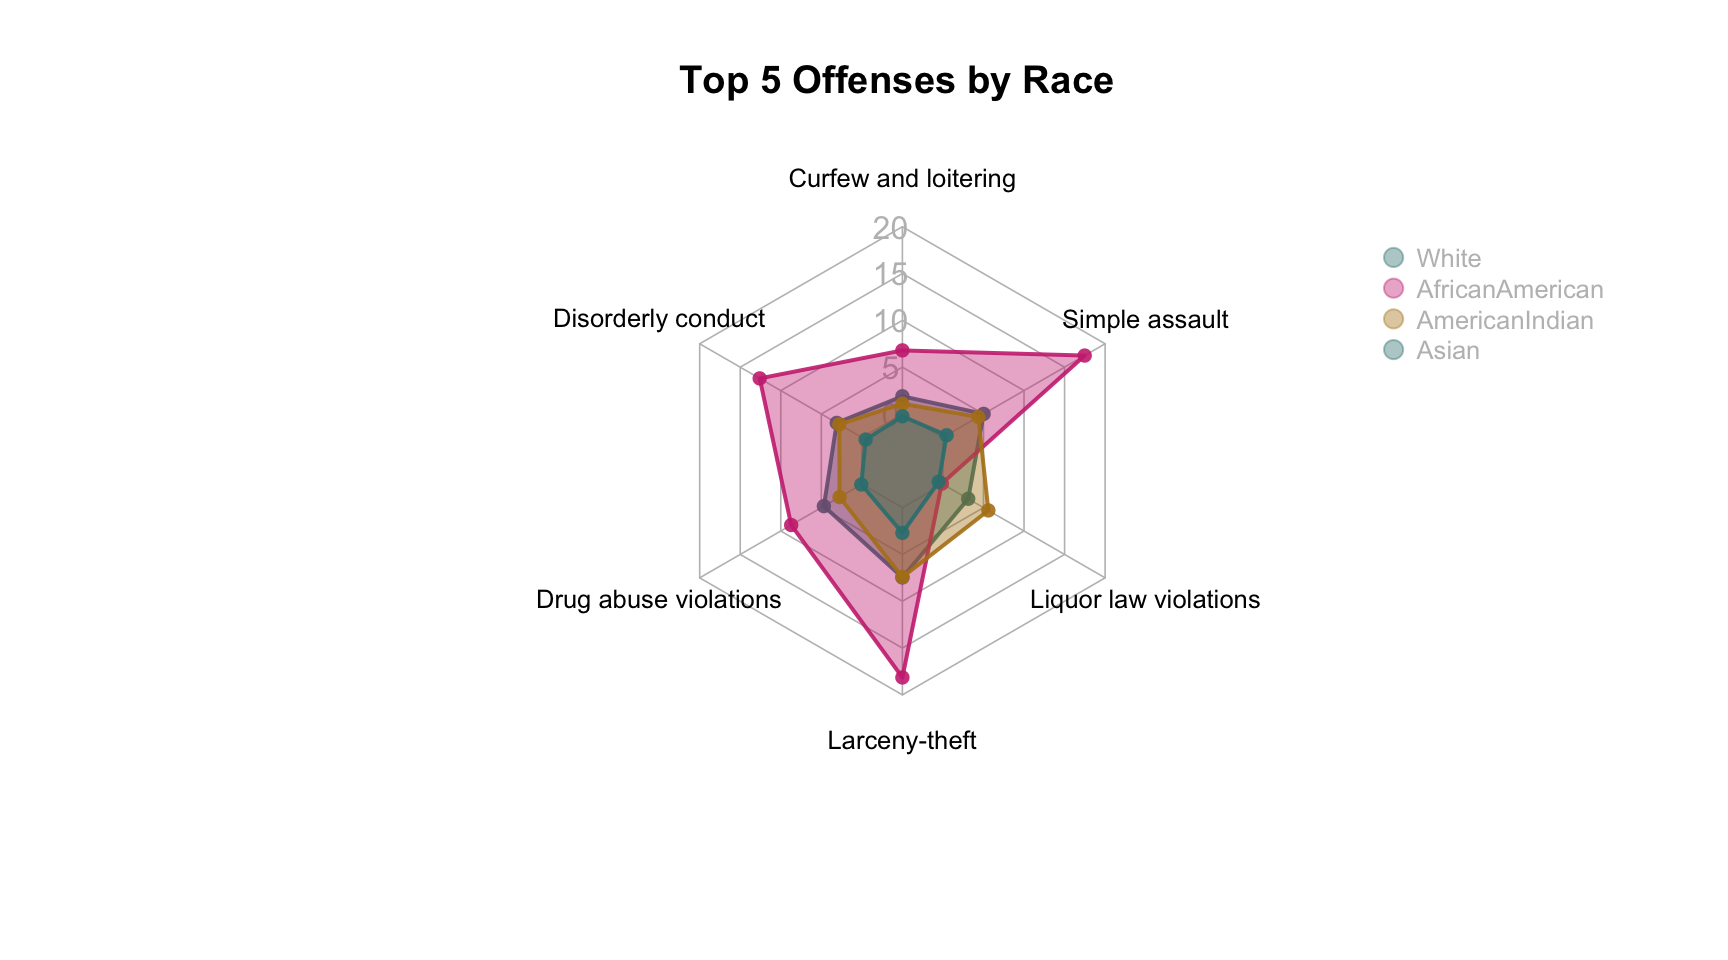 Top 5 Offenses by Race
Curfew and loitering
20
15
10
5
0
Disorderly conduct
Simple assault
Drug abuse violations
Liquor law violations
Larceny-theft
White
AfricanAmerican
AmericanIndian
Asian